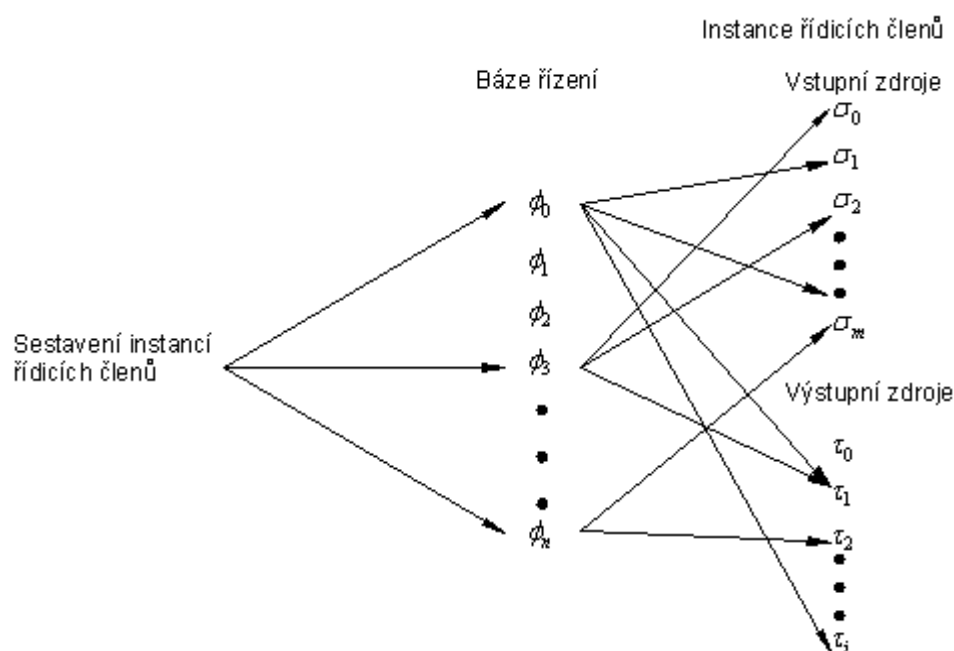 Instance řídicích členů
Báze řízení
Vstupní zdroje
σ₀
σ₁
σ₂
σₘ
ϕ₀
ϕ₁
ϕ₂
ϕ₃
ϕₙ
Sestavení instancí
řídicích členů
Výstupní zdroje
τ₀
τ₁
τ₂
τᵢ